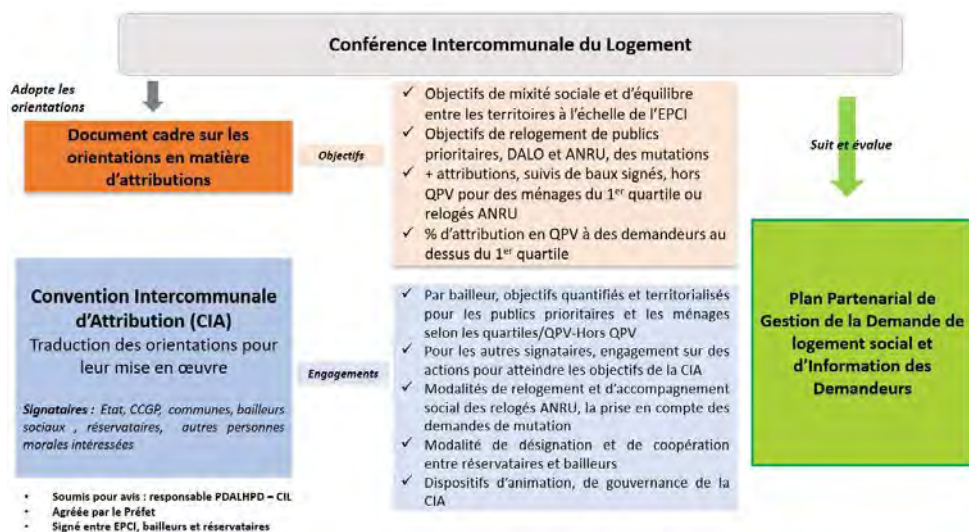 Conférence Intercommunale du Logement
Adopte les
orientations
Document cadre sur les
orientations en matière
d'attributions
Objectifs
✓ Objectifs de mixité sociale et d'équilibre
entre les territoires à l'échelle de l'EPCI
✓ Objectifs de relogement de publics
prioritaires, DALO et ANRU, des mutations
✓ + attributions, suivis de baux signés, hors
QPV pour des ménages du 1er quartile ou
relogés ANRU
✓ % d'attribution en QPV à des demandeurs au
dessus du 1er quartile
Suit et évalue
Convention Intercommunale
d'Attribution (CIA)
Traduction des orientations pour
leur mise en œuvre
Signataires : Etat, CCGP, communes, bailleurs
sociaux , réservataires, autres personnes
morales intéressées
Engagements
✓ Par bailleur, objectifs quantifiés et territorialisés
pour les publics prioritaires et les ménages
selon les quartiles/QPV-Hors QPV
✓ Pour les autres signataires, engagement sur des
actions pour atteindre les objectifs de la CIA
✓ Modalités de relogement et d'accompagnement
social des relogés ANRU, la prise en compte des
demandes de mutation
✓ Modalité de désignation et de coopération
entre réservataires et bailleurs
✓ Dispositifs d'animation, de gouvernance de la
CIA
Plan Partenarial de
Gestion de la Demande de
logement social et
d'Information des
Demandeurs
• Soumis pour avis : responsable PDALHPD – CIL
• Agréée par le Préfet
• Signé entre EPCI, bailleurs et réservataires